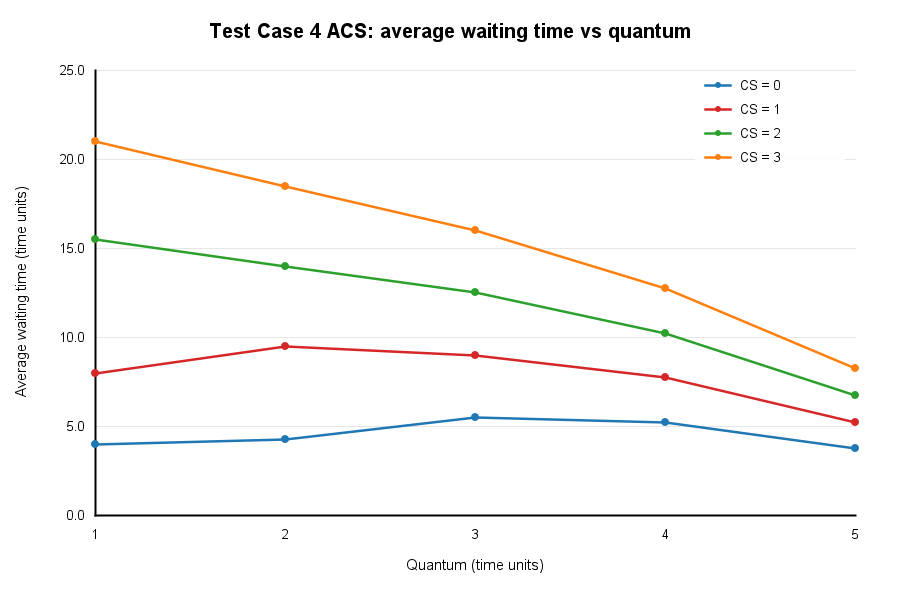 Test Case 4 ACS: average waiting time vs quantum
CS = 0
CS = 1
CS = 2
CS = 3
Average waiting time (time units)
25.0
20.0
15.0
10.0
5.0
0.0
1 2 3 4 5
Quantum (time units)